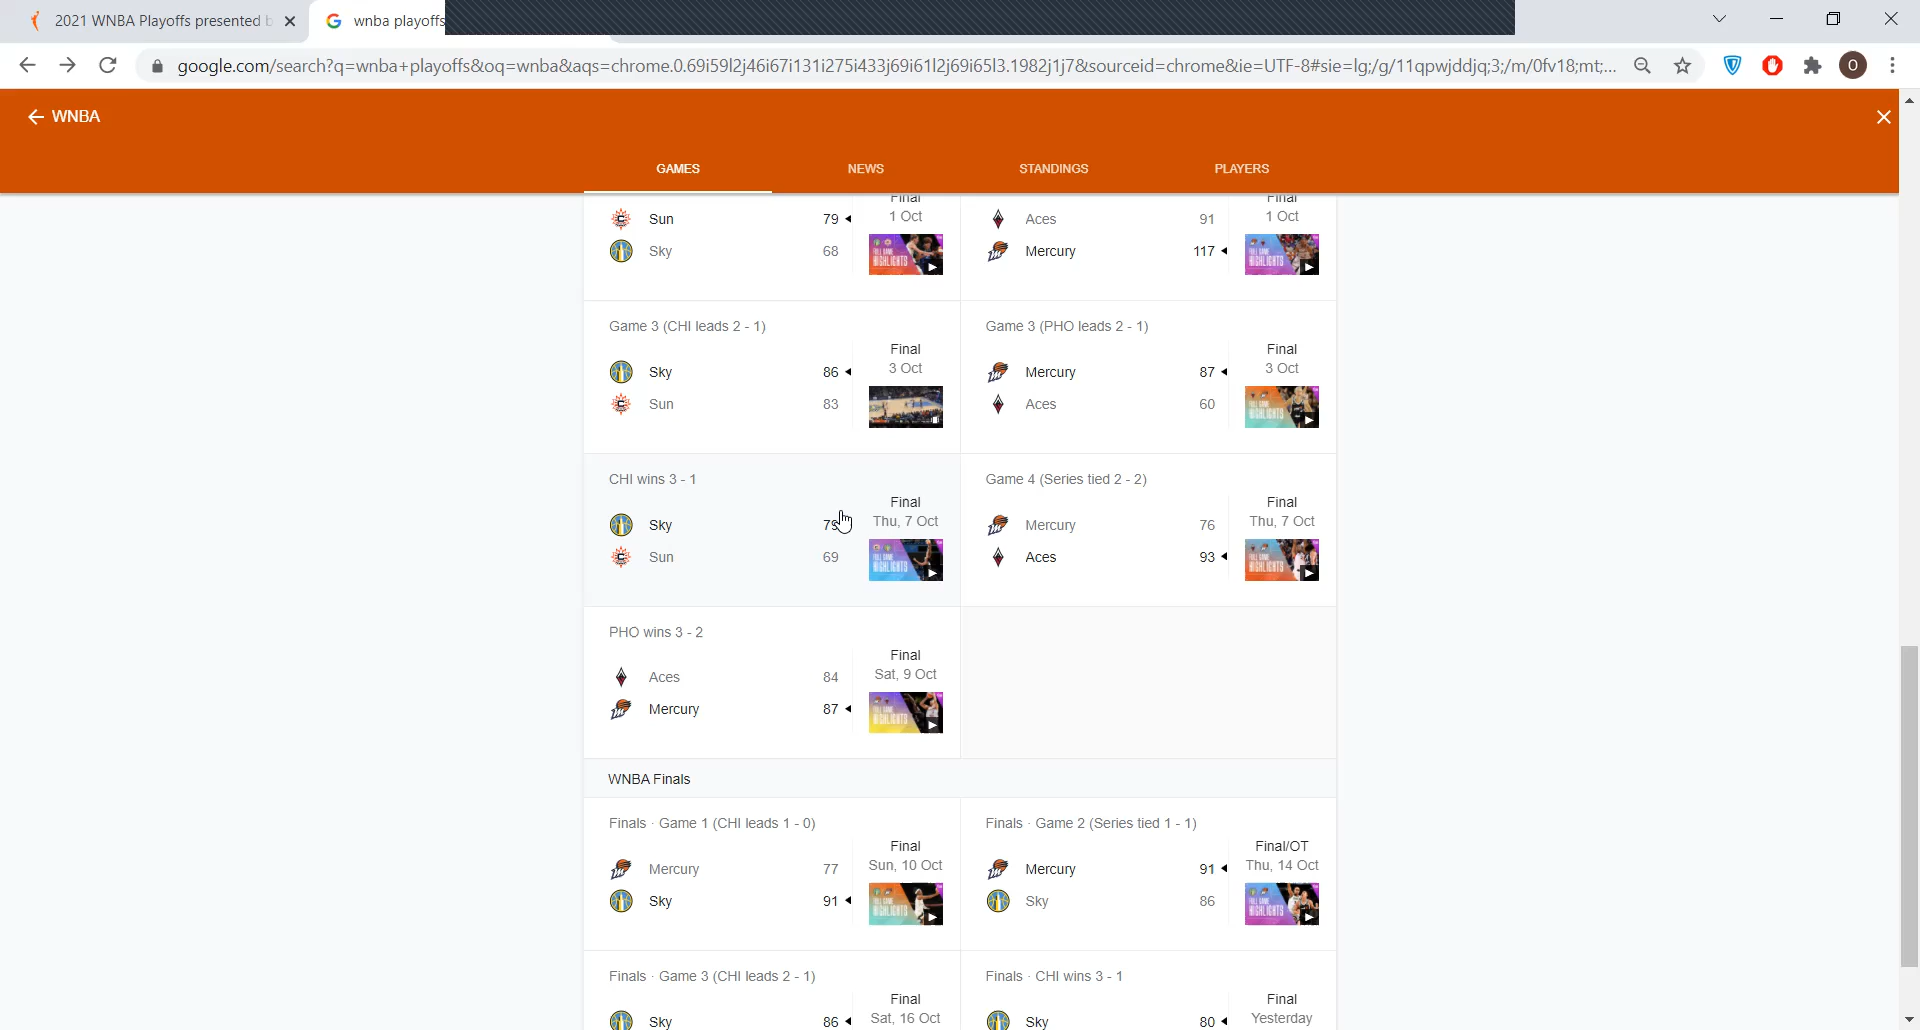 2021 WNBA Playoffs presented b
wnba playoffs
google.com/search?q=wnba+playoffs&oq=wnba&aqs=chrome.0.69i59l2j46i67i131i275i433j69i61l2j69i65l3.1982j1j7&sourceid=chrome&ie=UTF-8#sie=lg;/g/11qpwjddjq;3;/m/0fv18;mt;...
O
WNBA
GAMES
NEWS
STANDINGS
PLAYERS
Final
Sun 79 1 Oct
Sky 68
Final
Aces 91 1 Oct
Mercury 117
Game 3 (CHI leads 2 - 1)
Final
Sky 86 3 Oct
Sun 83
Game 3 (PHO leads 2 - 1)
Final
Mercury 87 3 Oct
Aces 60
CHI wins 3 - 1
Final
Sky 79 Thu, 7 Oct
Sun 69
Game 4 (Series tied 2 - 2)
Final
Mercury 76 Thu, 7 Oct
Aces 93
PHO wins 3 - 2
Final
Aces 84 Sat, 9 Oct
Mercury 87
WNBA Finals
Finals · Game 1 (CHI leads 1 - 0)
Final
Mercury 77 Sun, 10 Oct
Sky 91
Finals · Game 2 (Series tied 1 - 1)
Final/OT
Mercury 91 Thu, 14 Oct
Sky 86
Finals · Game 3 (CHI leads 2 - 1)
Final
Sky 86 Sat, 16 Oct
Finals · CHI wins 3 - 1
Final
Sky 80 Yesterday